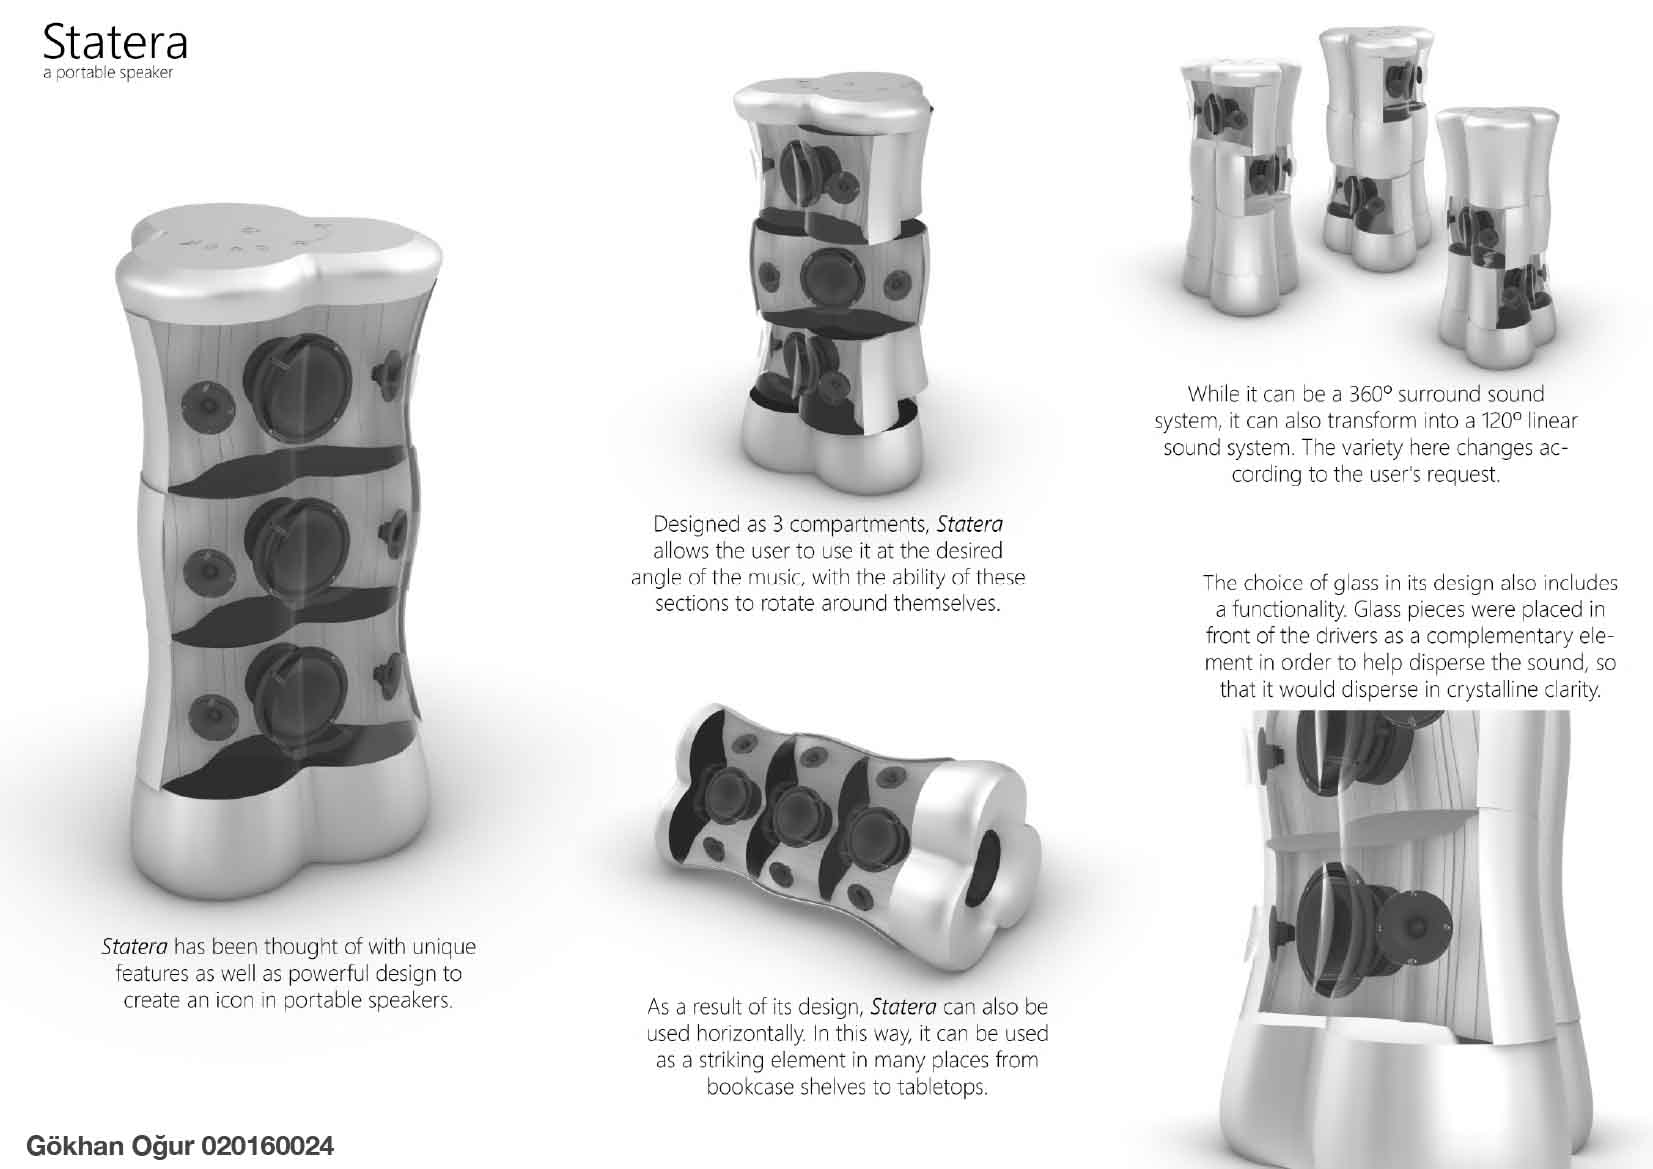 Statera
a portable speaker
Statera has been thought of with unique
features as well as powerful design to
create an icon in portable speakers.
Designed as 3 compartments, Statera
allows the user to use it at the desired
angle of the music, with the ability of these
sections to rotate around themselves.
As a result of its design, Statera can also be
used horizontally. In this way, it can be used
as a striking element in many places from
bookcase shelves to tabletops.
While it can be a 360º surround sound
system, it can also transform into a 120º linear
sound system. The variety here changes ac-
cording to the user's request.
The choice of glass in its design also includes
a functionality. Glass pieces were placed in
front of the drivers as a complementary ele-
ment in order to help disperse the sound, so
that it would disperse in crystalline clarity.
Gökhan Oğur 020160024